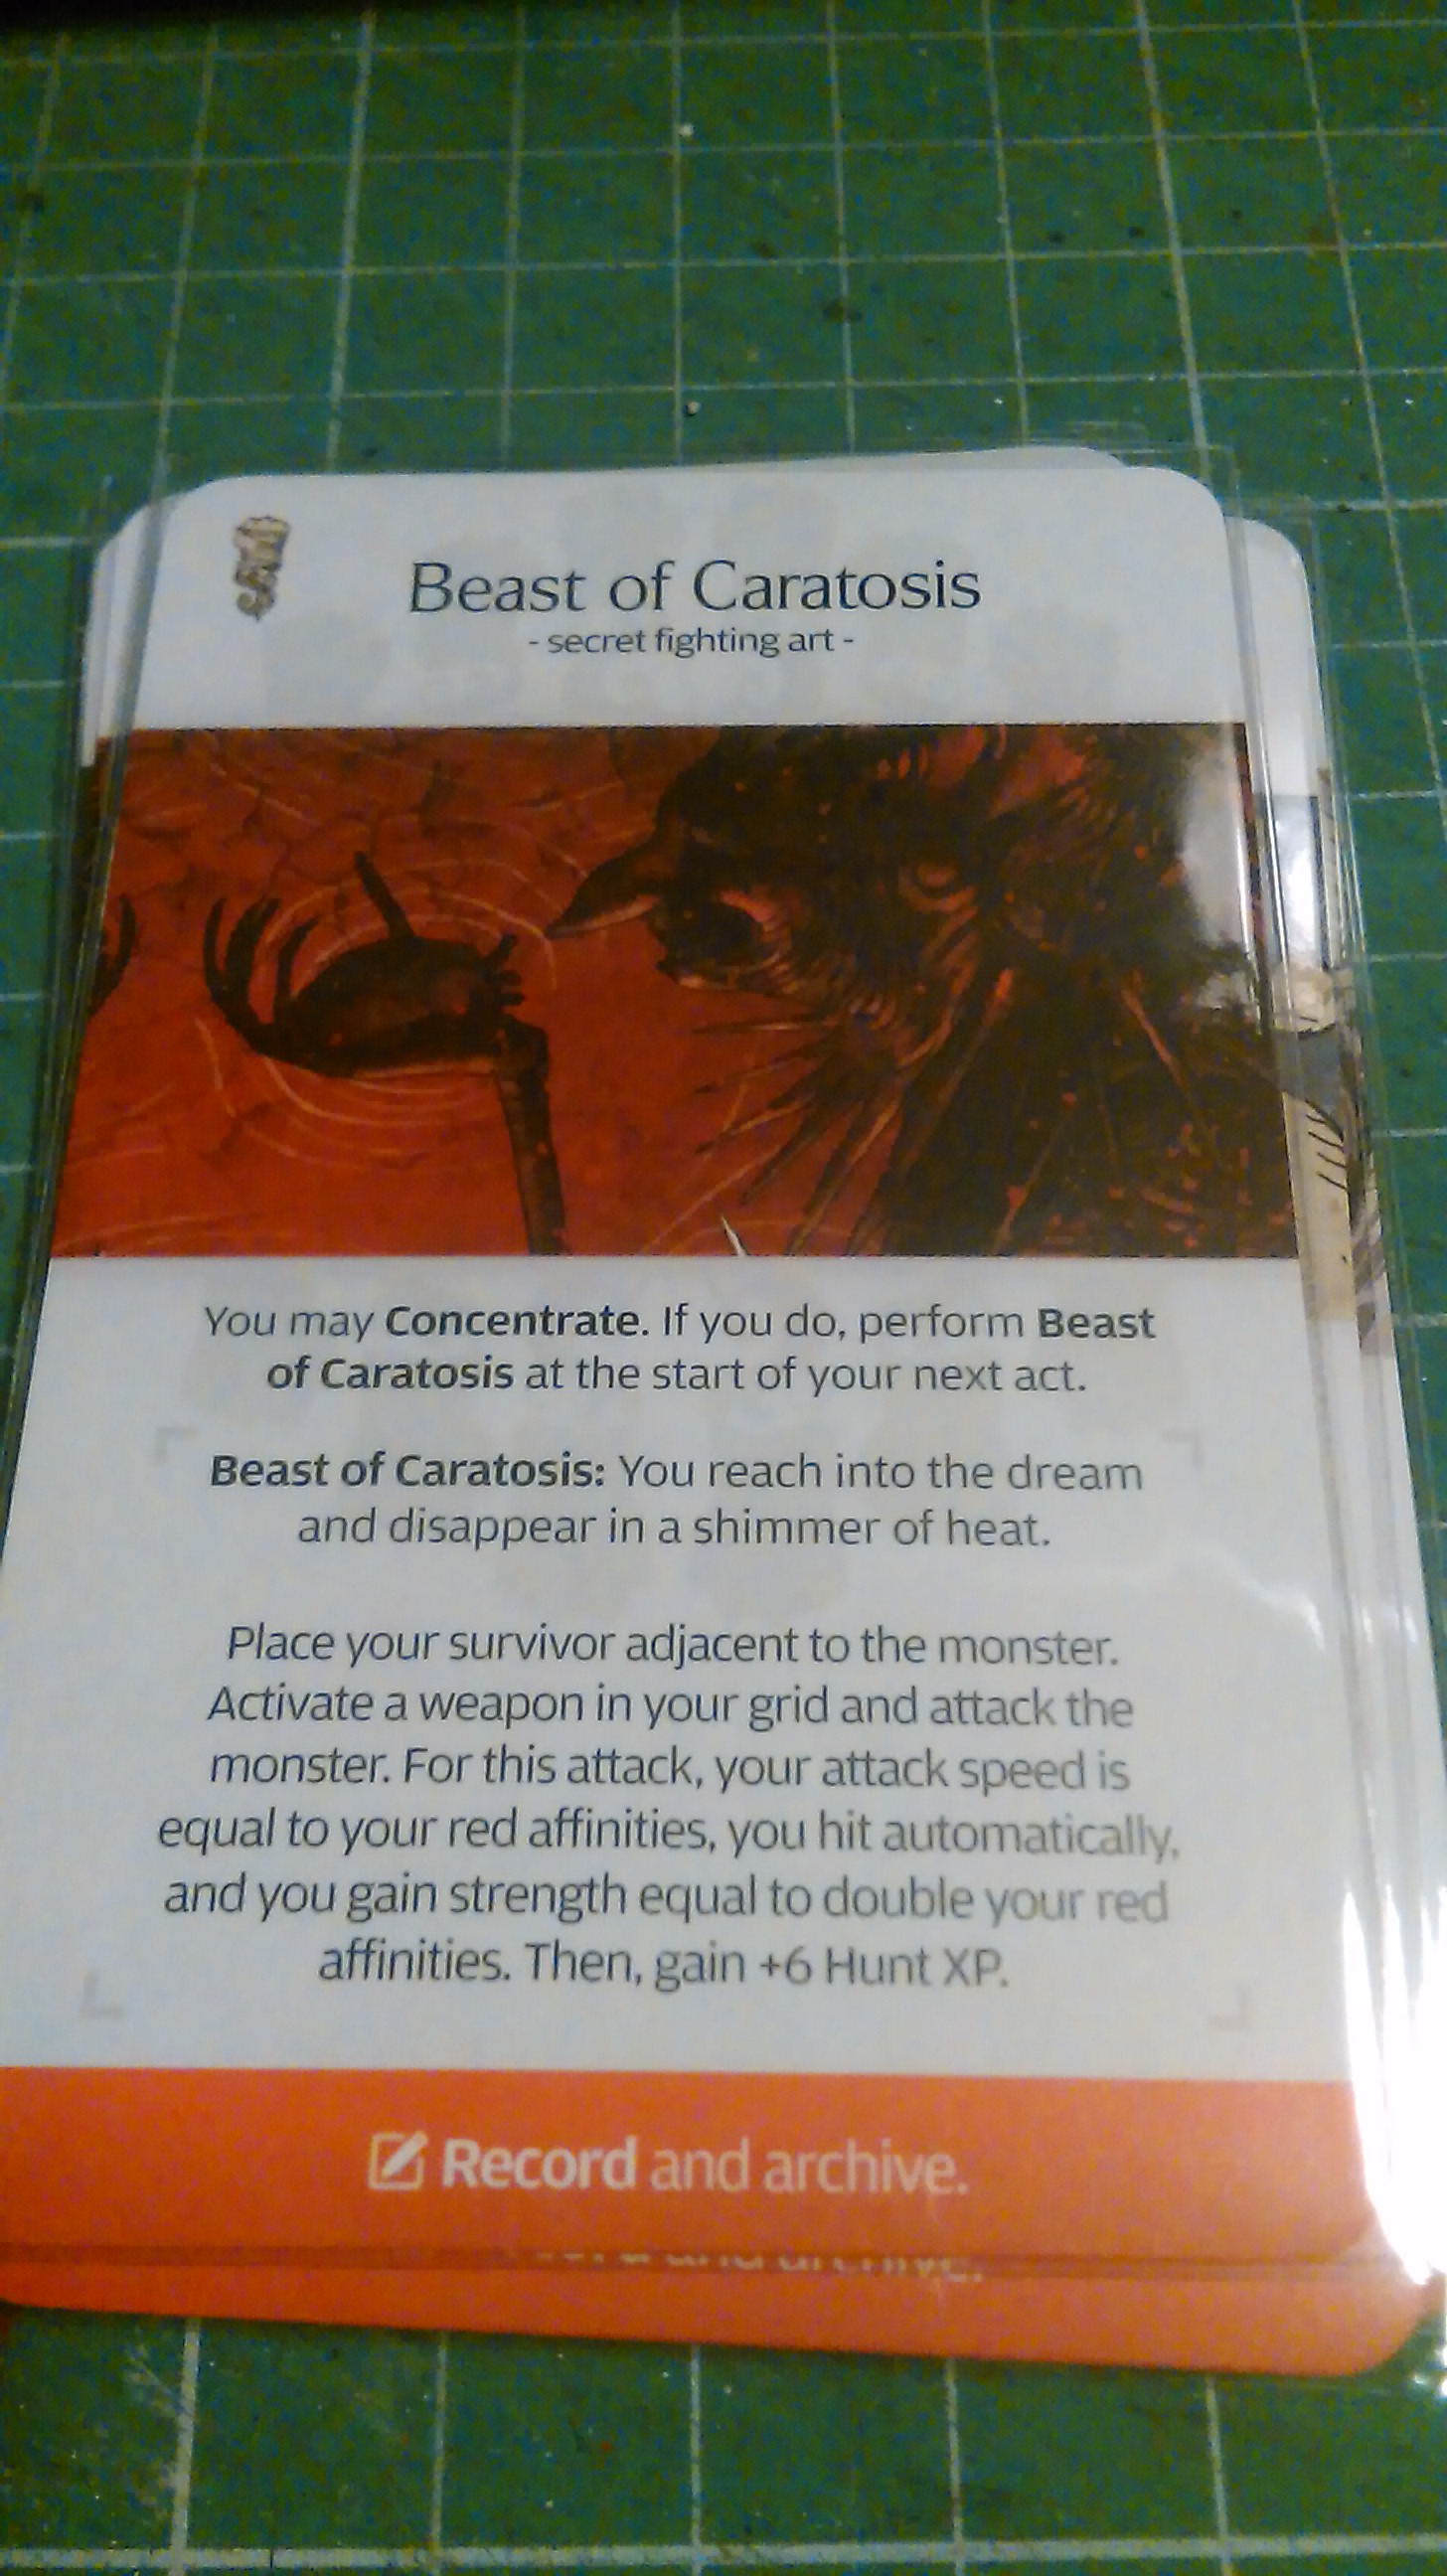 Beast of Caratosis
- secret fighting art -
You may Concentrate. If you do, perform Beast
of Caratosis at the start of your next act.
Beast of Caratosis: You reach into the dream
and disappear in a shimmer of heat.
Place your survivor adjacent to the monster.
Activate a weapon in your grid and attack the
monster. For this attack, your attack speed is
equal to your red affinities, you hit automatically,
and you gain strength equal to double your red
affinities. Then, gain +6 Hunt XP.
Record and archive.
and archive.